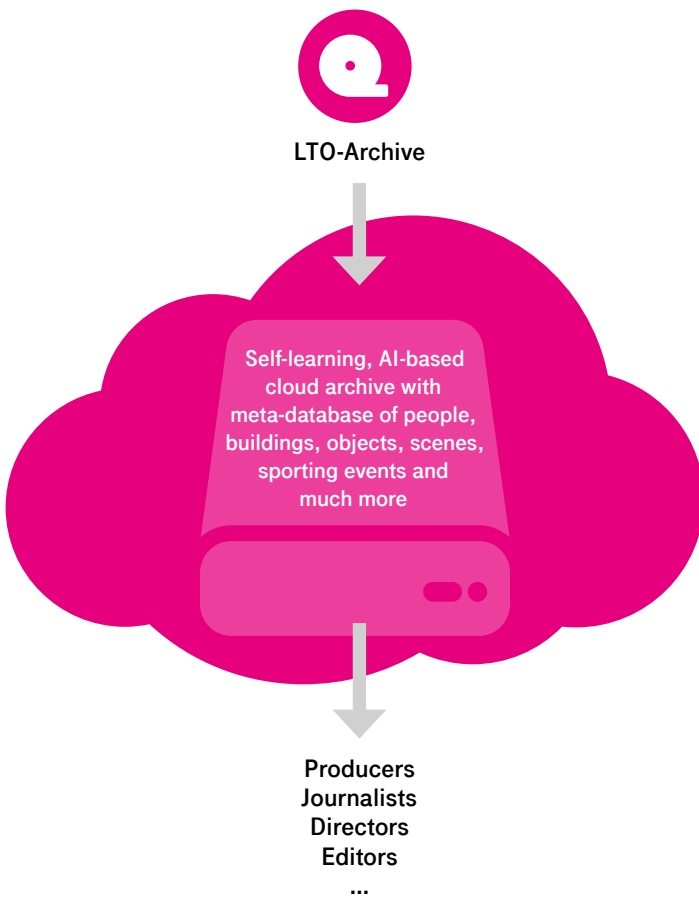 LTO-Archive
Self-learning, AI-based
cloud archive with
meta-database of people,
buildings, objects, scenes,
sporting events and
much more
Producers
Journalists
Directors
Editors
...